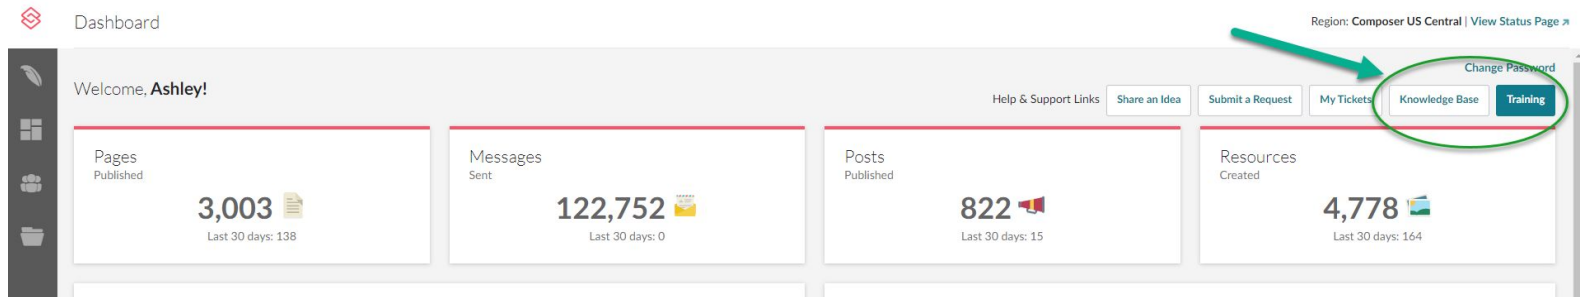 Dashboard
Region: Composer US Central | View Status Page
Change Password
Welcome, Ashley!
Help & Support Links
Share an Idea
Submit a Request
My Tickets
Knowledge Base
Training
Pages
Published
3,003
Last 30 days: 138
Messages
Sent
122,752
Last 30 days: 0
Posts
Published
822
Last 30 days: 15
Resources
Created
4,778
Last 30 days: 164